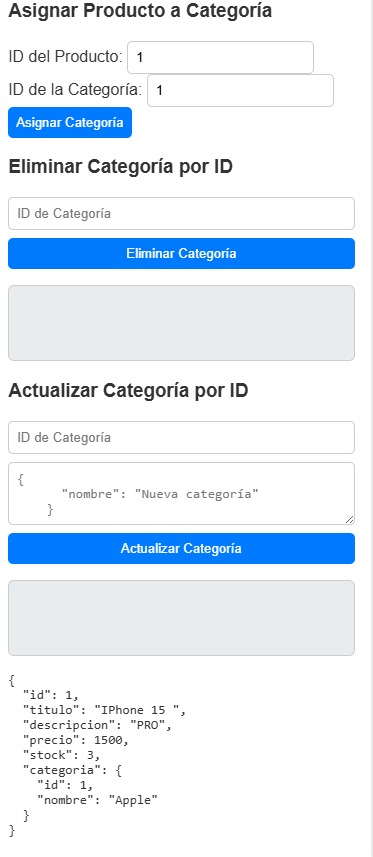 Asignar Producto a Categoría
ID del Producto: 1
ID de la Categoría: 1
Asignar Categoría
Eliminar Categoría por ID
ID de Categoría
Eliminar Categoría
Actualizar Categoría por ID
ID de Categoría
{
      "nombre": "Nueva categoría"
    }
Actualizar Categoría
{
  "id": 1,
  "titulo": "IPhone 15 ",
  "descripcion": "PRO",
  "precio": 1500,
  "stock": 3,
  "categoria": {
    "id": 1,
    "nombre": "Apple"
  }
}